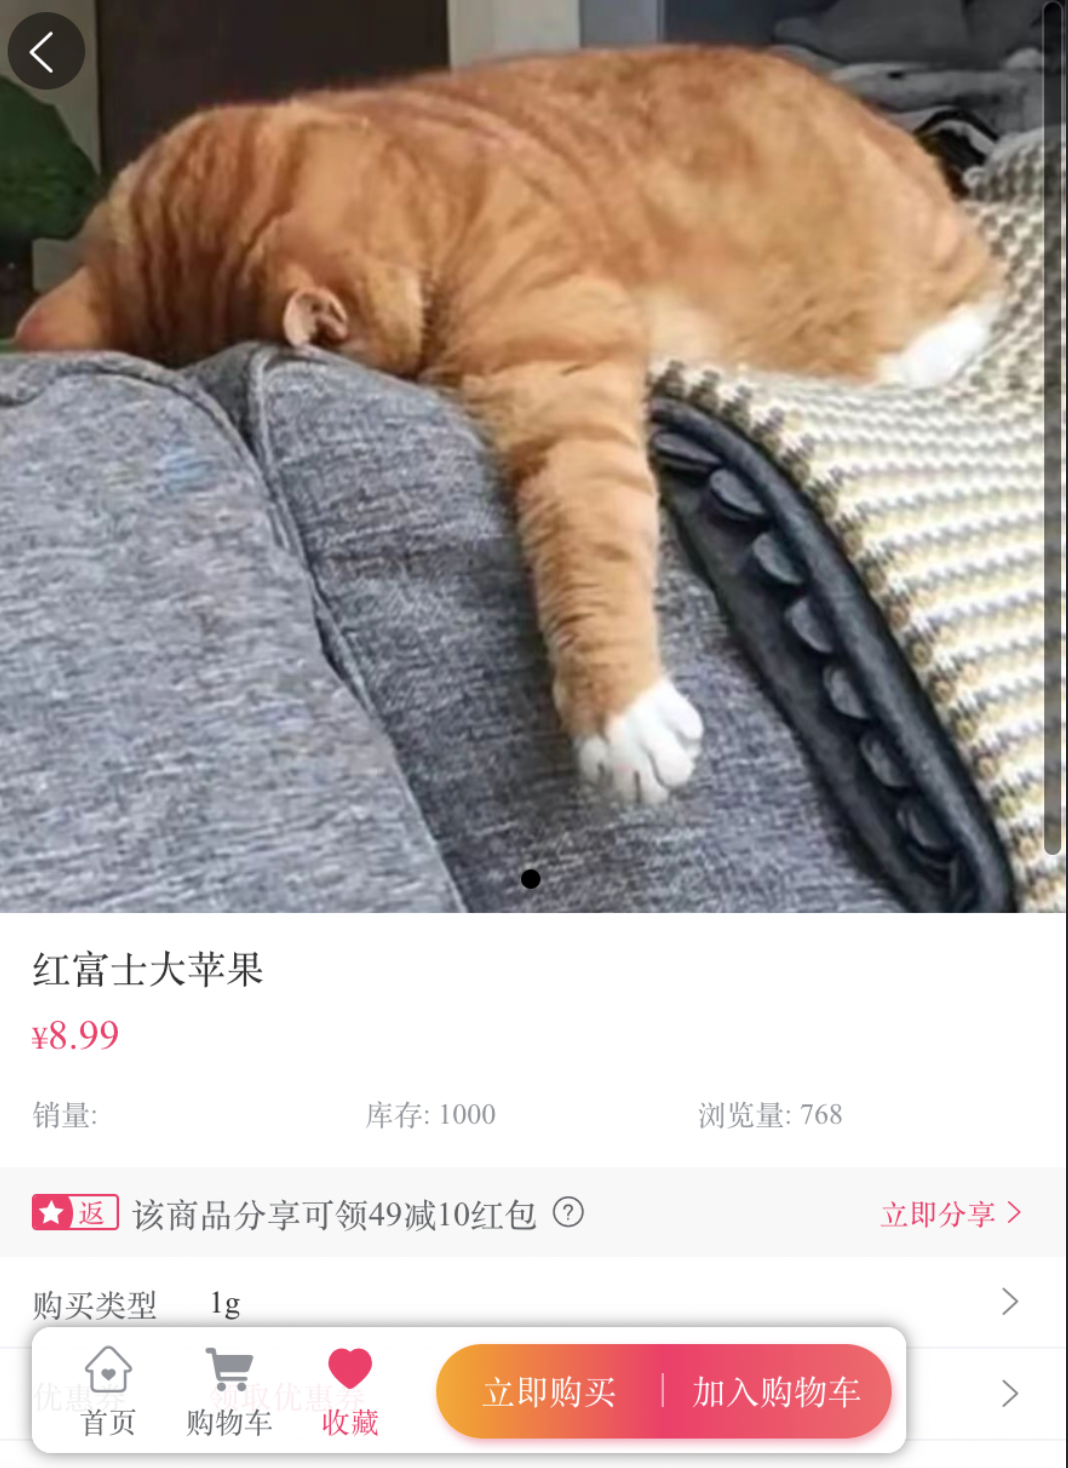 红富士大苹果
¥8.99
销量: 库存: 1000 浏览量: 768
返 该商品分享可领49减10红包 ? 立即分享
购买类型 1g
优惠券 领取优惠券
首页 购物车 收藏 立即购买 加入购物车